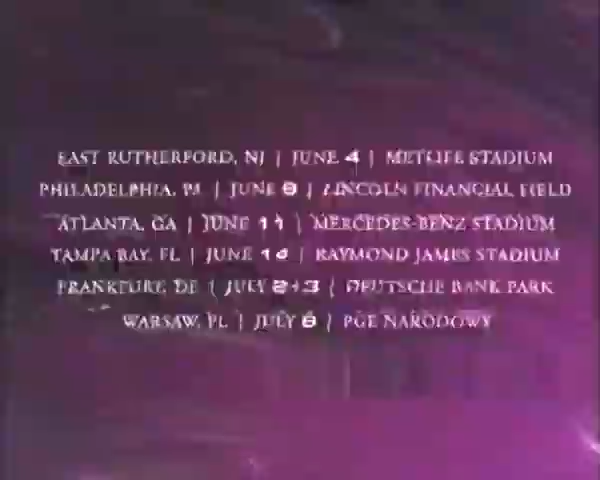 EAST RUTHERFORD, NJ | JUNE 4 | METLIFE STADIUM
PHILADELPHIA, PA | JUNE | LINCOLN FINANCIAL FIELD
ATLANTA, GA | JUNE 11 | MERCEDES-BENZ STADIUM
TAMPA BAY, FL | JUNE 14 | RAYMOND JAMES STADIUM
FRANKFURT, DE | JULY 2+3 | DEUTSCHE BANK PARK
WARSAW, PL | JULY | PGE NARODOWY